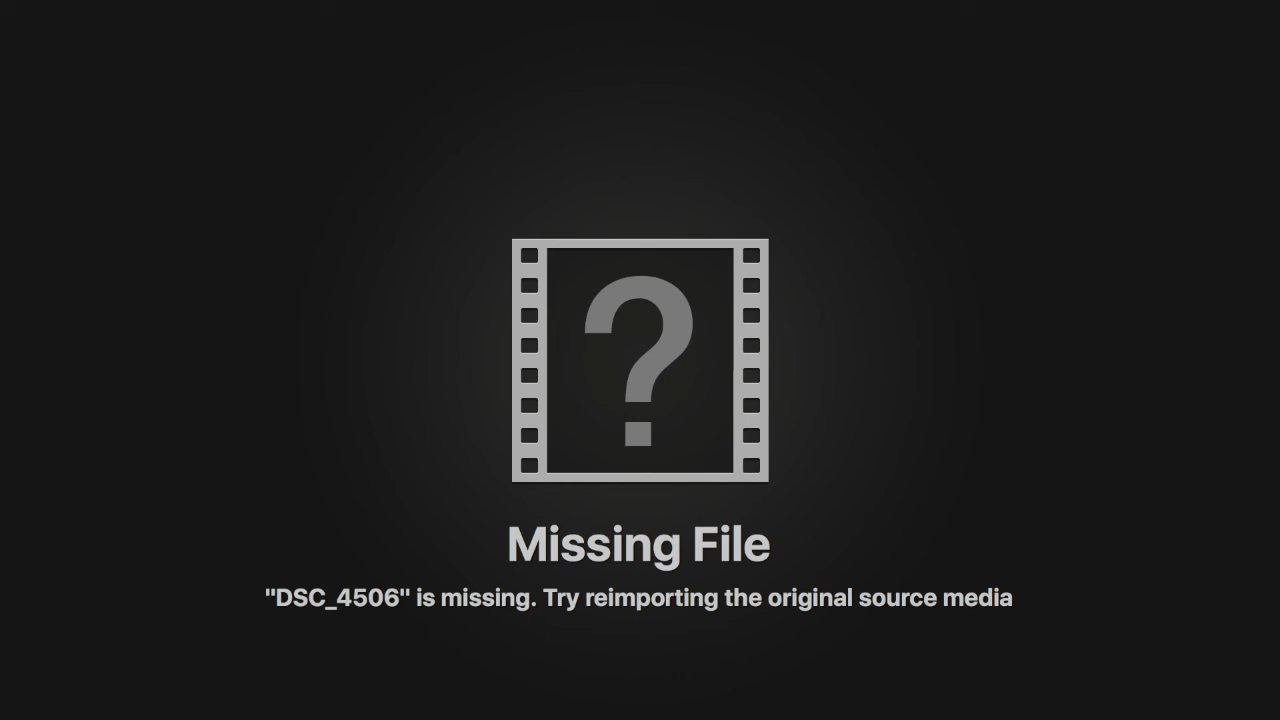 ?
Missing File
"DSC_4506" is missing. Try reimporting the original source media